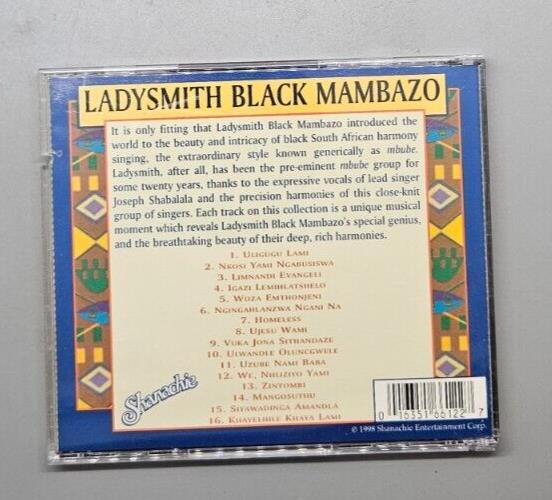 LADYSMITH BLACK MAMBAZO
It is only fitting that Ladysmith Black Mambazo introduced the
world to the beauty and intricacy of black South African harmony
singing, the extraordinary style known generically as mbube.
Ladysmith, after all, has been the pre-eminent mbube group for
some twenty years, thanks to the expressive vocals of lead singer
Joseph Shabalala and the precision harmonies of this close-knit
group of singers. Each track on this collection is a unique musical
moment which reveals Ladysmith Black Mambazo's special genius,
and the breathtaking beauty of their deep, rich harmonies.
1. Uligugu Lami
2. Nkosi Yami Ngabusiswa
3. Limnandi Evangeli
4. Igazi Lemihlatshelo
5. Woza Emthonjeni
6. Ngingahlanzwa Ngani Na
7. Homeless
8. Ujesu Wami
9. Vuka Jona Sithandaze
10. Ulwandle Oluncgwele
11. Uzube Nami Baba
12. We, Nhliziyo Yami
13. Zintombi
14. Mangosuthu
15. Siyawadinga Amandla
16. Khayelihle Khaya Lami
Shanachie
0 16351 66122 7
© 1998 Shanachie Entertainment Corp.